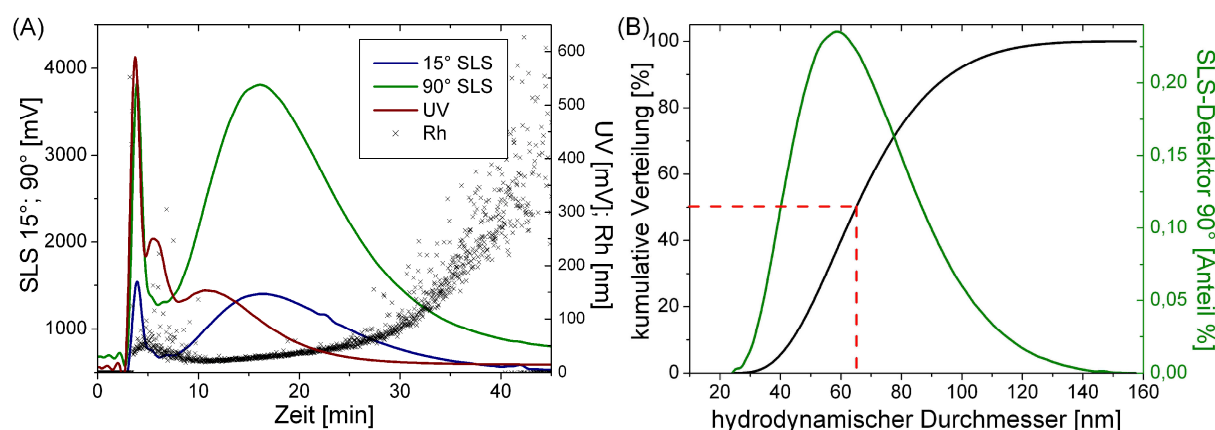 (A)
4000
3000
2000
1000
SLS 15°; 90° [mV]
0
10
20
30
40
Zeit [min]
15° SLS
90° SLS
UV
Rh
600
500
400
300
200
100
0
UV [mV]; Rh [nm]
(B)
100
80
60
40
20
0
kumulative Verteilung [%]
20
40
60
80
100
120
140
160
hydrodynamischer Durchmesser [nm]
0,20
0,15
0,10
0,05
0,00
SLS-Detektor 90° [Anteil %]